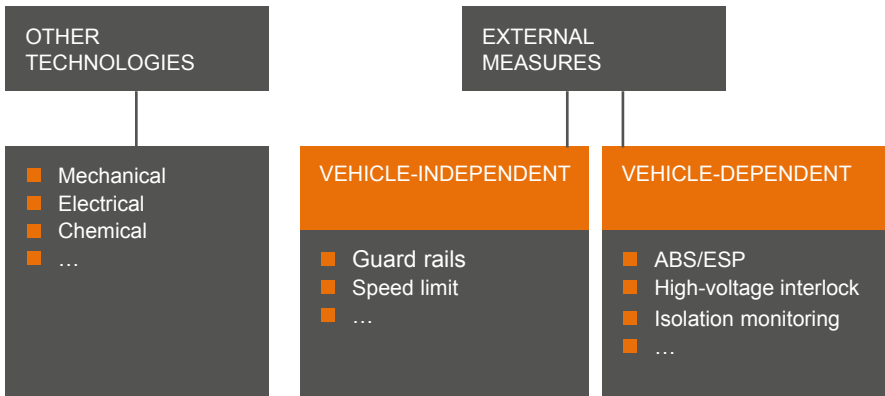 OTHER
TECHNOLOGIES
EXTERNAL
MEASURES
Mechanical
Electrical
Chemical
…
VEHICLE-INDEPENDENT
Guard rails
Speed limit
…
VEHICLE-DEPENDENT
ABS/ESP
High-voltage interlock
Isolation monitoring
…